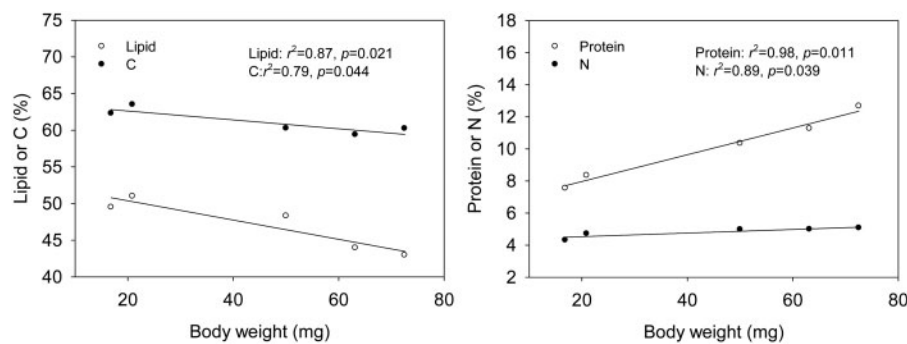 75
70
65
60
55
50
45
40
Lipid or C (%)
Lipid
C
Lipid: r²=0.87, p=0.021
C:r²=0.79, p=0.044
20 40 60 80
Body weight (mg)
18
16
14
12
10
8
6
4
2
Protein or N (%)
Protein
N
Protein: r²=0.98, p=0.011
N: r²=0.89, p=0.039
20 40 60 80
Body weight (mg)